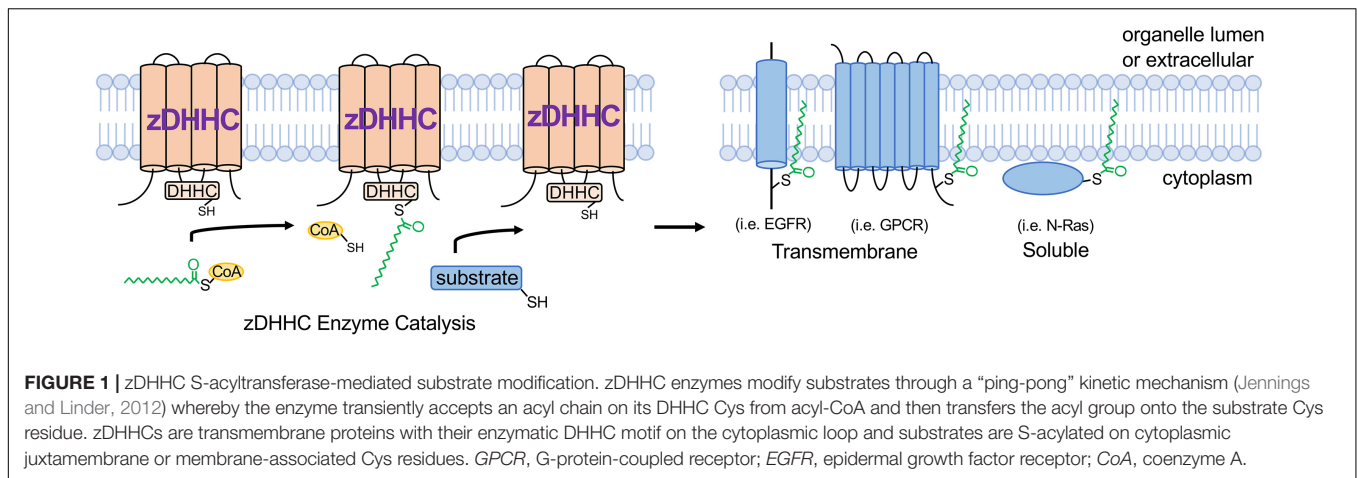 organelle lumen
or extracellular
zDHHC
zDHHC
zDHHC
DHHC
DHHC
DHHC
SH
S
O
SH
cytoplasm
CoA
SH
O
S
O
S
O
S
O
(i.e. EGFR)
(i.e. GPCR)
(i.e. N-Ras)
Transmembrane
Soluble
O
S
CoA
substrate
SH
zDHHC Enzyme Catalysis
FIGURE 1 | zDHHC S-acyltransferase-mediated substrate modification. zDHHC enzymes modify substrates through a “ping-pong” kinetic mechanism (Jennings
and Linder, 2012) whereby the enzyme transiently accepts an acyl chain on its DHHC Cys from acyl-CoA and then transfers the acyl group onto the substrate Cys
residue. zDHHCs are transmembrane proteins with their enzymatic DHHC motif on the cytoplasmic loop and substrates are S-acylated on cytoplasmic
juxtamembrane or membrane-associated Cys residues. GPCR, G-protein-coupled receptor; EGFR, epidermal growth factor receptor; CoA, coenzyme A.